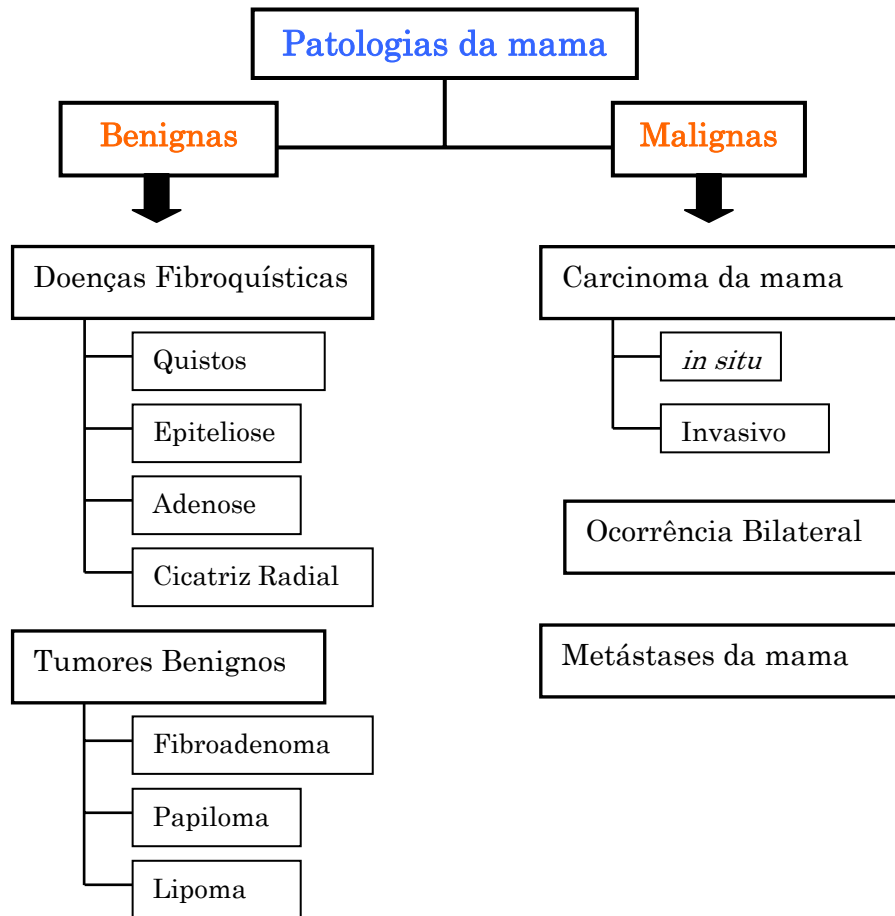 Patologias da mama
Benignas
Malignas
Doenças Fibroquísticas
Quistos
Epiteliose
Adenose
Cicatriz Radial
Tumores Benignos
Fibroadenoma
Papiloma
Lipoma
Carcinoma da mama
in situ
Invasivo
Ocorrência Bilateral
Metástases da mama